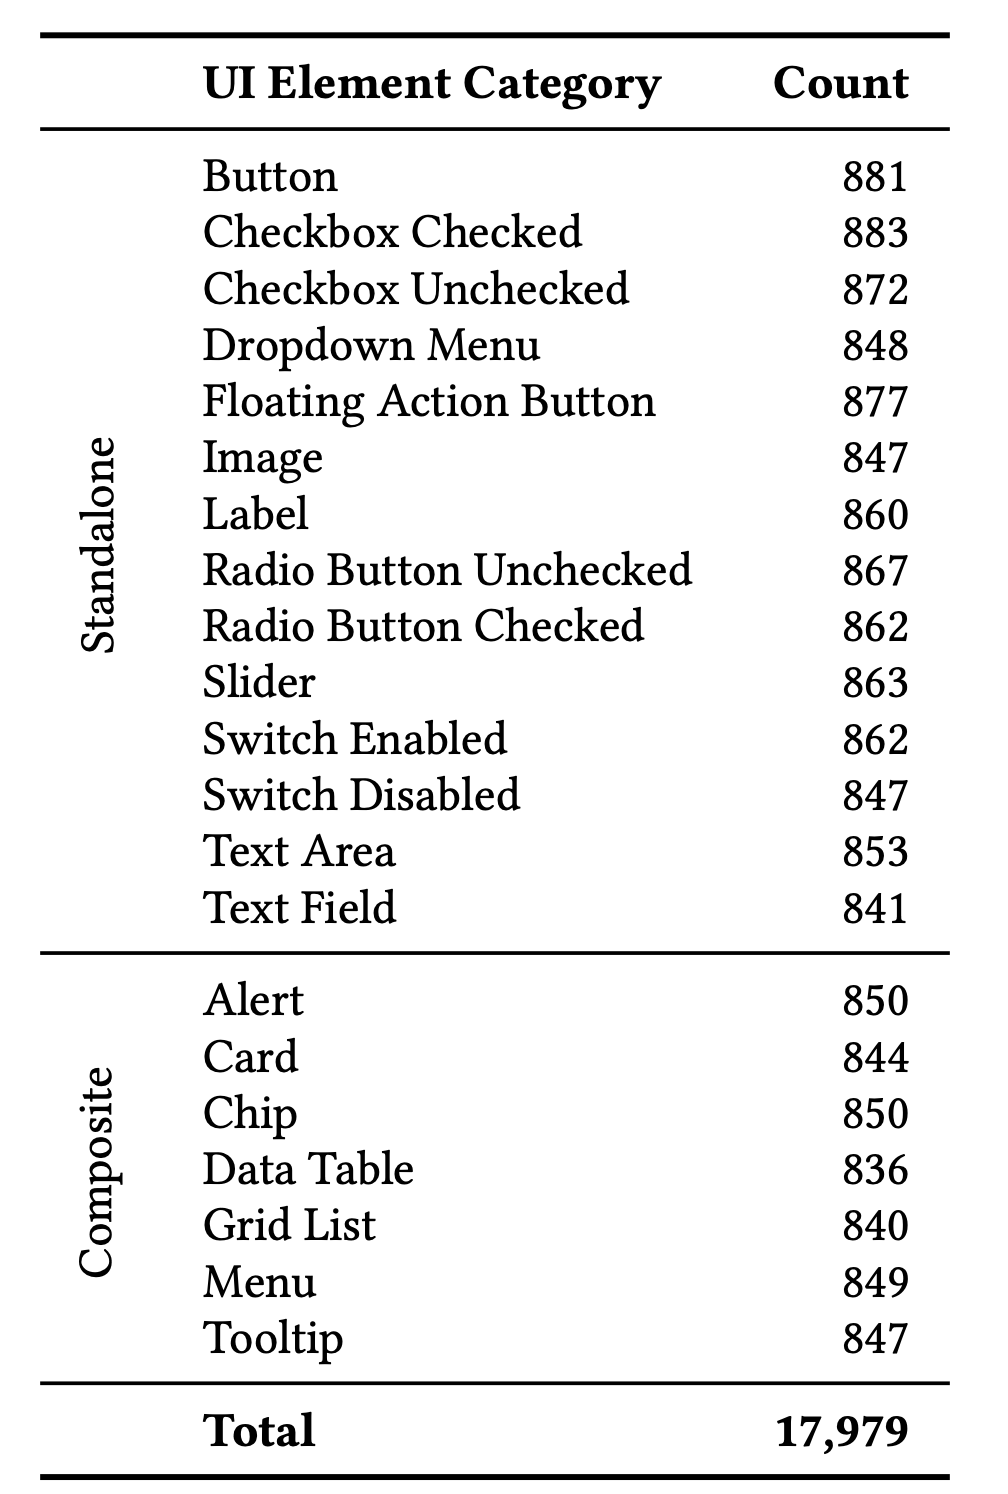 UI Element Category Count
Standalone
Button 881
Checkbox Checked 883
Checkbox Unchecked 872
Dropdown Menu 848
Floating Action Button 877
Image 847
Label 860
Radio Button Unchecked 867
Radio Button Checked 862
Slider 863
Switch Enabled 862
Switch Disabled 847
Text Area 853
Text Field 841
Composite
Alert 850
Card 844
Chip 850
Data Table 836
Grid List 840
Menu 849
Tooltip 847
Total 17,979